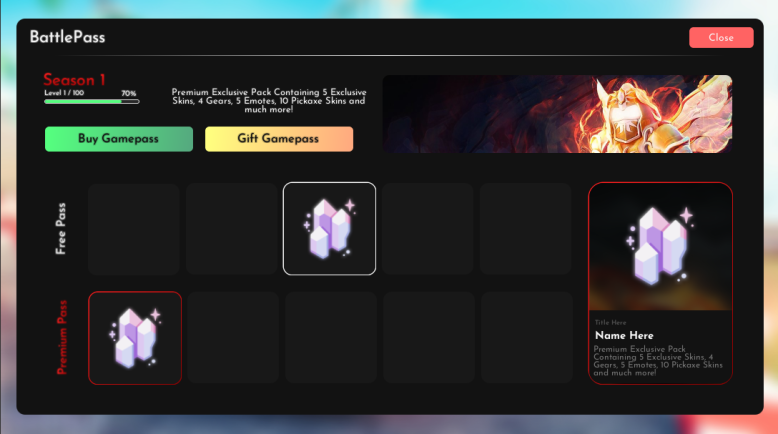 BattlePass
Close
Season 1
Level 1 / 100
70%
Premium Exclusive Pack Containing 5 Exclusive
Skins, 4 Gears, 5 Emotes, 10 Pickaxe Skins and
much more!
Buy Gamepass
Gift Gamepass
Free Pass
Premium Pass
Title Here
Name Here
Premium Exclusive Pack
Containing 5 Exclusive Skins, 4
Gears, 5 Emotes, 10 Pickaxe Skins
and much more!